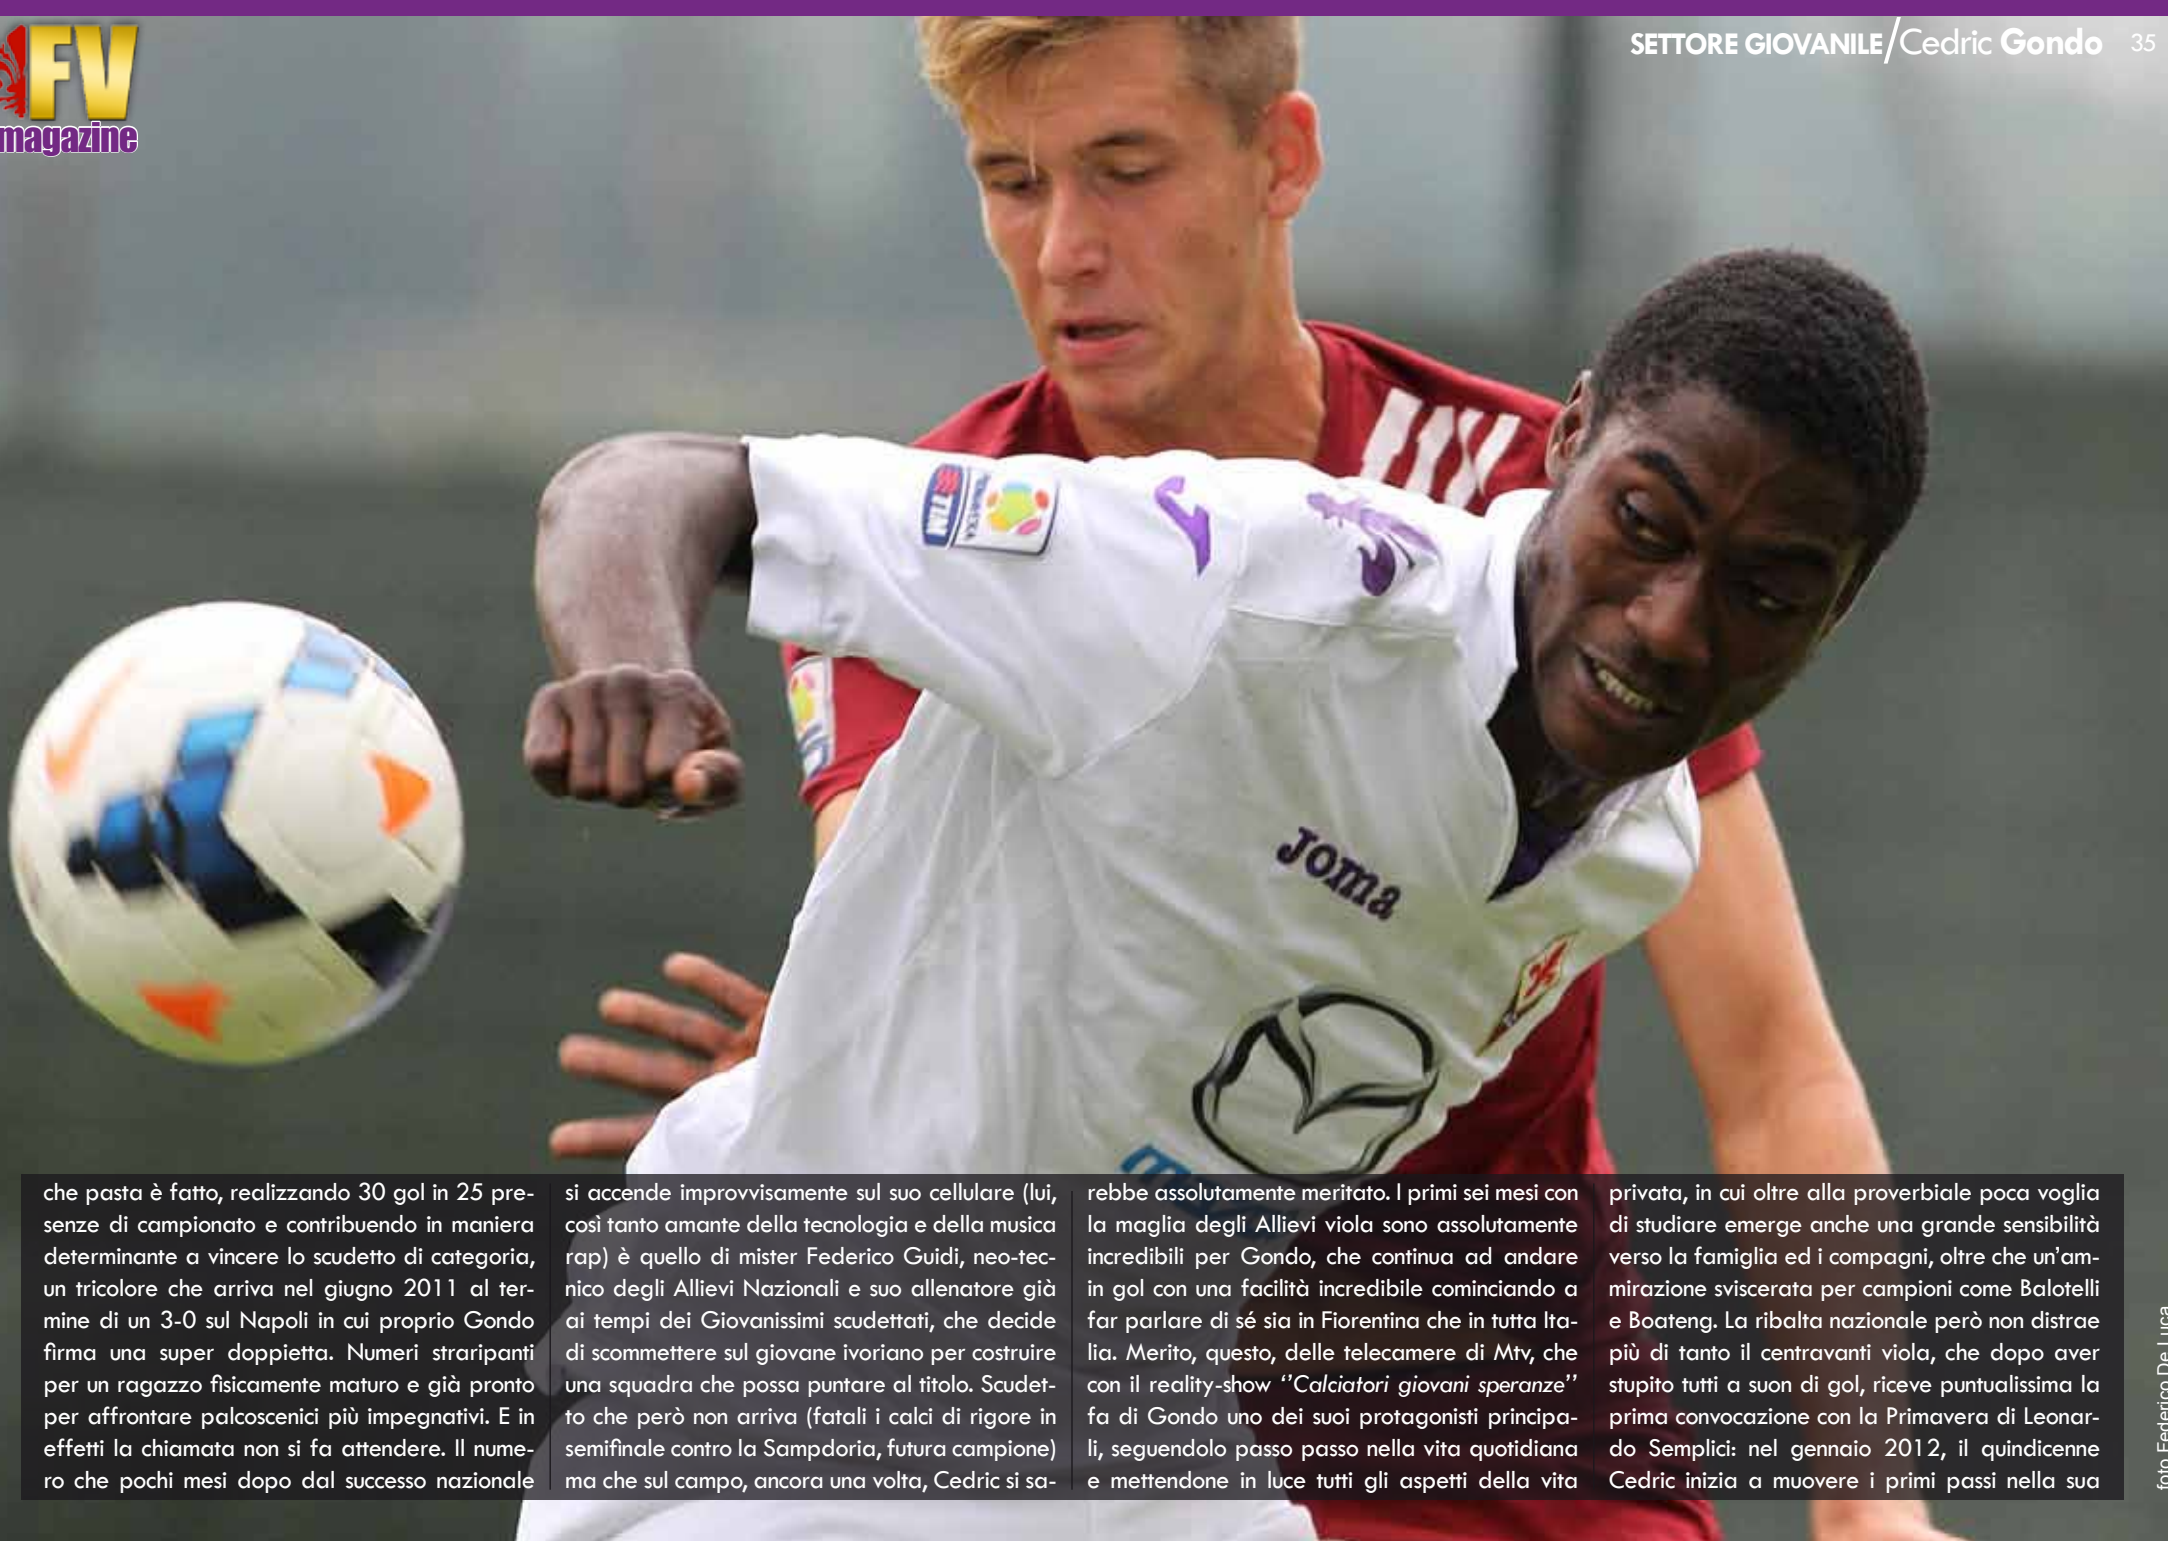 FV
magazine
SETTORE GIOVANILE/Cedric Gondo 35
TIM
Joma
che pasta è fatto, realizzando 30 gol in 25 pre-
senze di campionato e contribuendo in maniera
determinante a vincere lo scudetto di categoria,
un tricolore che arriva nel giugno 2011 al ter-
mine di un 3-0 sul Napoli in cui proprio Gondo
firma una super doppietta. Numeri straripanti
per un ragazzo fisicamente maturo e già pronto
per affrontare palcoscenici più impegnativi. E in
effetti la chiamata non si fa attendere. Il nume-
ro che pochi mesi dopo dal successo nazionale
si accende improvvisamente sul suo cellulare (lui,
così tanto amante della tecnologia e della musica
rap) è quello di mister Federico Guidi, neo-tec-
nico degli Allievi Nazionali e suo allenatore già
ai tempi dei Giovanissimi scudettati, che decide
di scommettere sul giovane ivoriano per costruire
una squadra che possa puntare al titolo. Scudet-
to che però non arriva (fatali i calci di rigore in
semifinale contro la Sampdoria, futura campione)
ma che sul campo, ancora una volta, Cedric si sa-
rebbe assolutamente meritato. I primi sei mesi con
la maglia degli Allievi viola sono assolutamente
incredibili per Gondo, che continua ad andare
in gol con una facilità incredibile cominciando a
far parlare di sé sia in Fiorentina che in tutta Ita-
lia. Merito, questo, delle telecamere di Mtv, che
con il reality-show ‘’Calciatori giovani speranze’’
fa di Gondo uno dei suoi protagonisti principa-
li, seguendolo passo passo nella vita quotidiana
e mettendone in luce tutti gli aspetti della vita
privata, in cui oltre alla proverbiale poca voglia
di studiare emerge anche una grande sensibilità
verso la famiglia ed i compagni, oltre che un’am-
mirazione sviscerata per campioni come Balotelli
e Boateng. La ribalta nazionale però non distrae
più di tanto il centravanti viola, che dopo aver
stupito tutti a suon di gol, riceve puntualissima la
prima convocazione con la Primavera di Leonar-
do Semplici: nel gennaio 2012, il quindicenne
Cedric inizia a muovere i primi passi nella sua
foto Federico De Luca